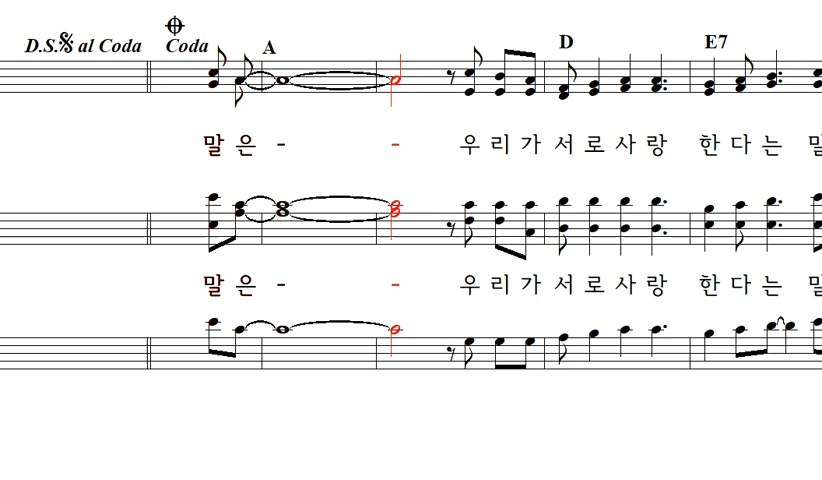 D.S. al Coda Coda A D E7
말 은 - - 우 리 가 서 로 사 랑 한 다 는
말 은 - - 우 리 가 서 로 사 랑 한 다 는